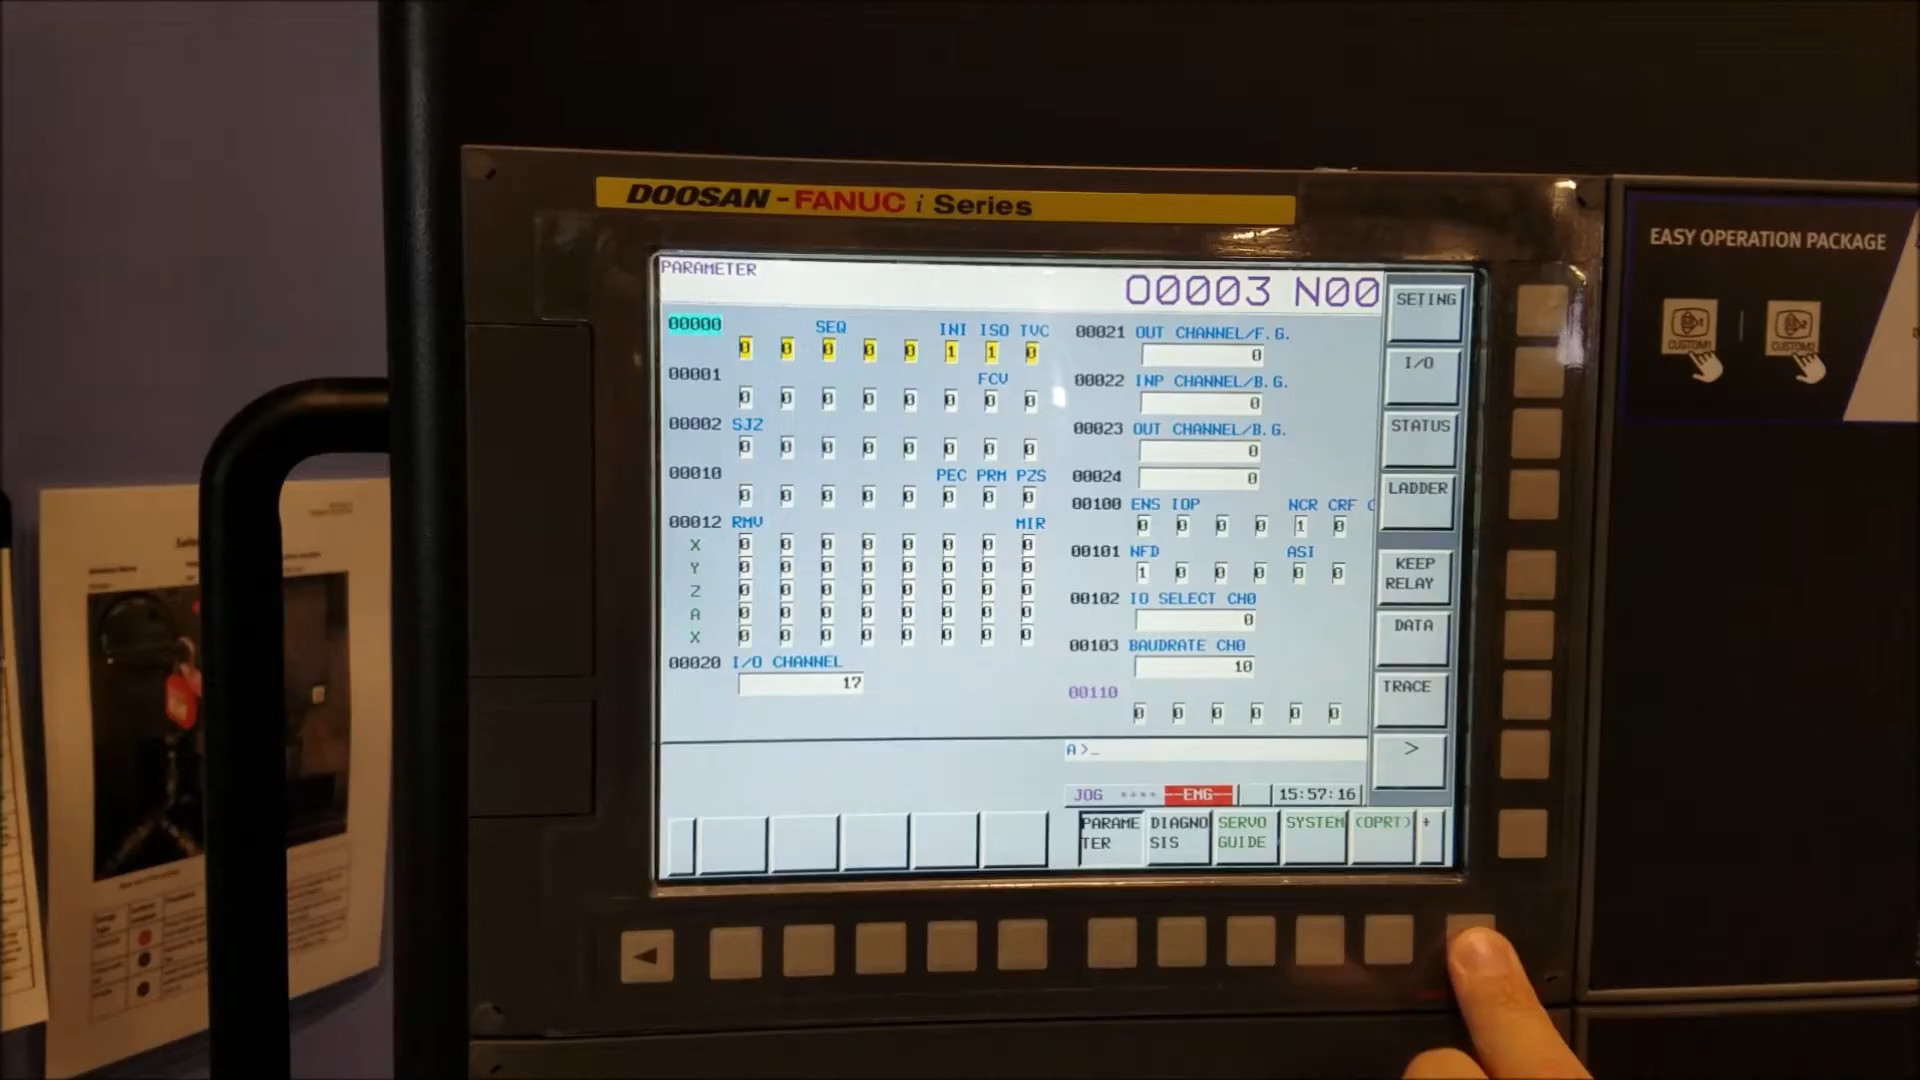 DOOSAN-FANUC i Series
EASY OPERATION PACKAGE
CUSTOM1
CUSTOM2
PARAMETER
O0003 N00
00000 SEQ INI ISO TVC
0 0 0 0 0 1 1 0
00001 FCV
0 0 0 0 0 0 0 0
00002 SJZ
0 0 0 0 0 0 0 0
00010 PEC PRM PZS
0 0 0 0 0 0 0 0
00012 RMV MIR
X 0 0 0 0 0 0 0 0
Y 0 0 0 0 0 0 0 0
Z 0 0 0 0 0 0 0 0
A 0 0 0 0 0 0 0 0
X 0 0 0 0 0 0 0 0
00020 I/O CHANNEL
17
00021 OUT CHANNEL/F.G.
0
00022 INP CHANNEL/B.G.
0
00023 OUT CHANNEL/B.G.
0
00024 0
00100 ENS IOP NCR CRF
0 0 0 0 1 0
00101 NFD ASI
1 0 0 0 0 0
00102 IO SELECT CH0
0
00103 BAUDRATE CH0
10
00110
0 0 0 0 0 0
A>_
JOG **** --EMG-- 15:57:16
PARAME
TER
DIAGNO
SIS
SERVO
GUIDE
SYSTEM
(OPRT)
+
SETING
I/O
STATUS
LADDER
KEEP
RELAY
DATA
TRACE
>